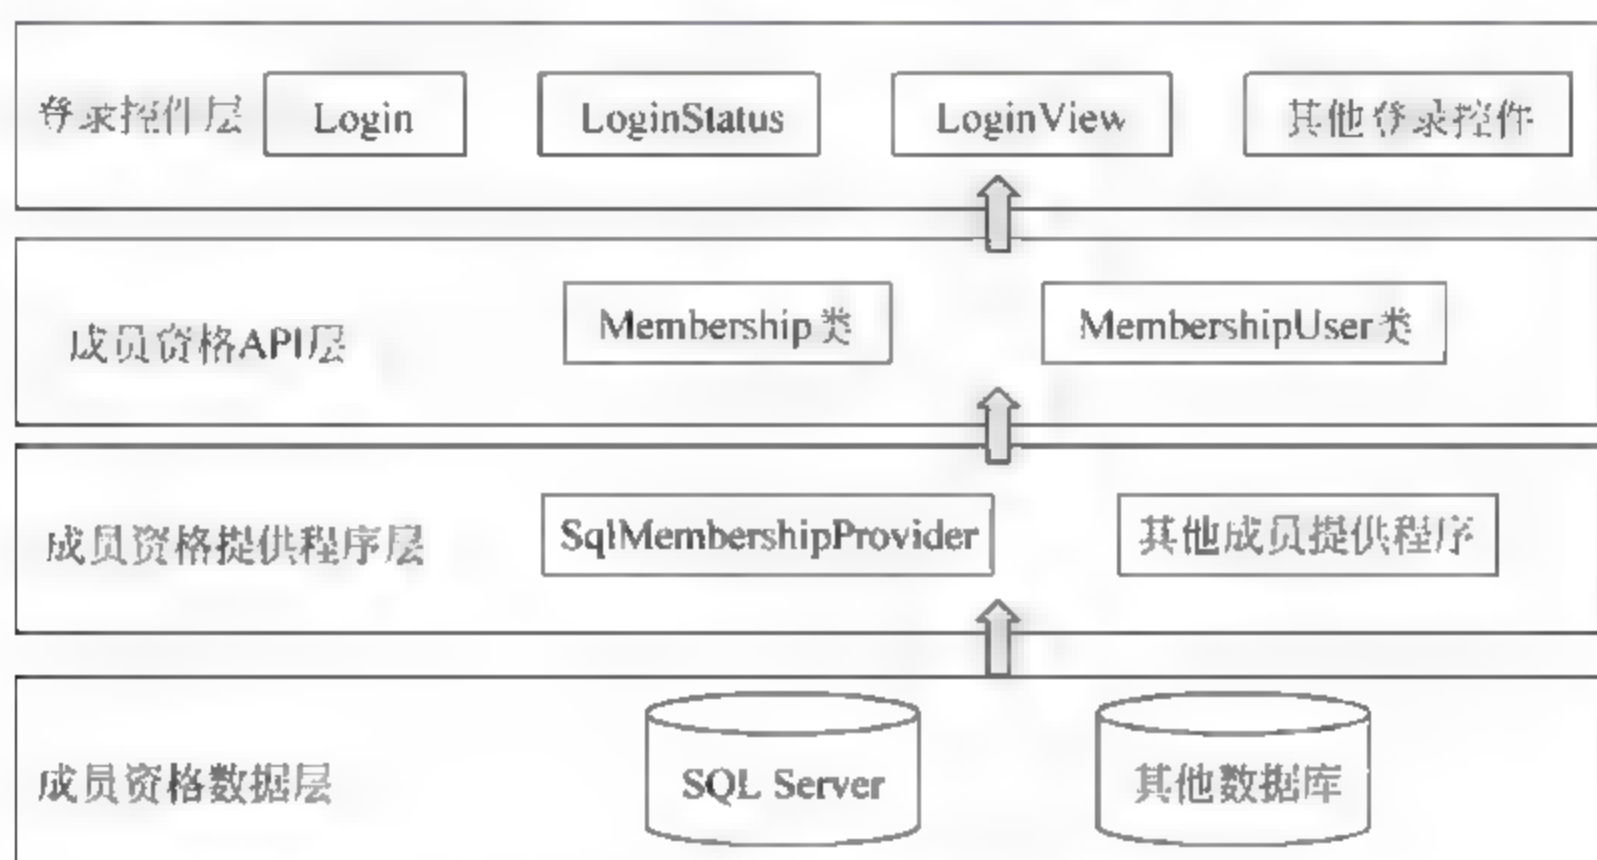 登录控件层 Login LoginStatus LoginView 其他登录控件
成员资格API层 Membership类 MembershipUser类
成员资格提供程序层 SqlMembershipProvider 其他成员提供程序
成员资格数据层 SQL Server 其他数据库